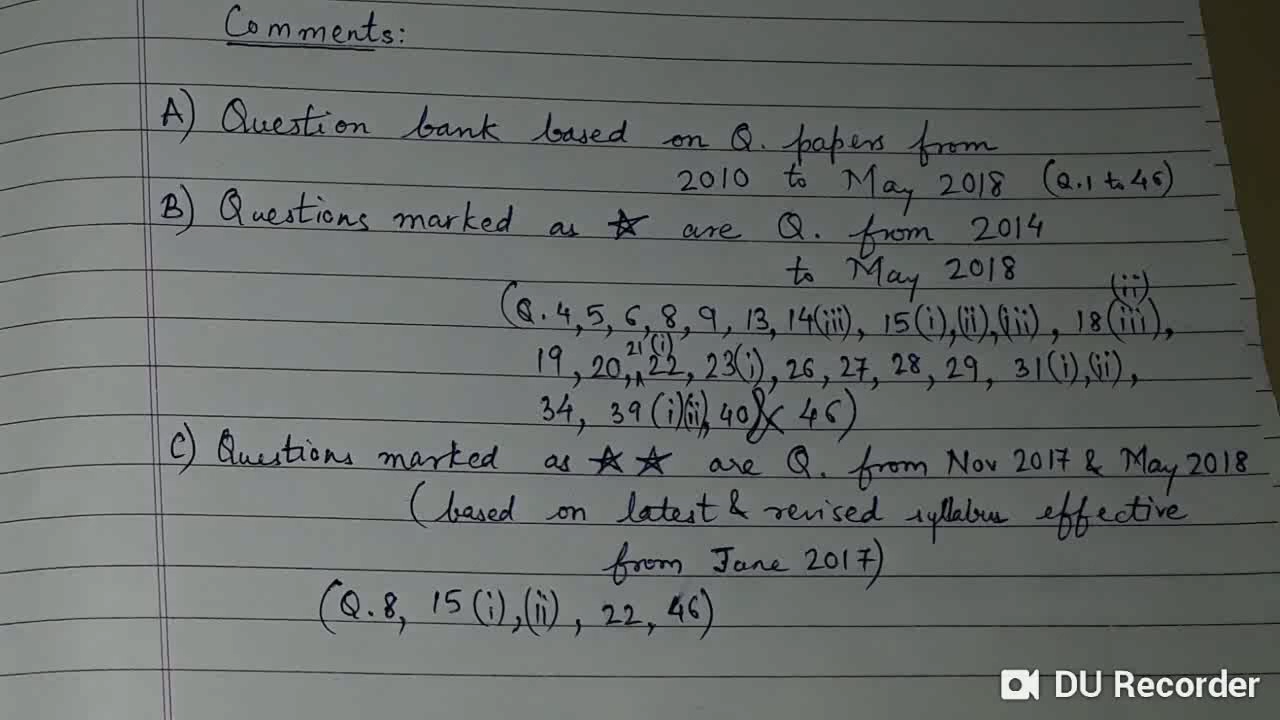 Comments:
A) Question bank based on Q. papers from
2010 to May 2018 (Q.1 to 46)
B) Questions marked as ☆ are Q. from 2014
to May 2018
(ii)
(Q.4, 5, 6, 8, 9, 13, 14(iii), 15(i),(ii),(iii), 18(iii),
21(i)
19, 20, 22, 23(i), 26, 27, 28, 29, 31(i),(ii),
34, 39(i)(ii), 40 & 46)
C) Questions marked as ☆☆ are Q. from Nov 2017 & May 2018
(based on latest & revised syllabus effective
from June 2017)
(Q.8, 15(i),(ii), 22, 46)
DU Recorder